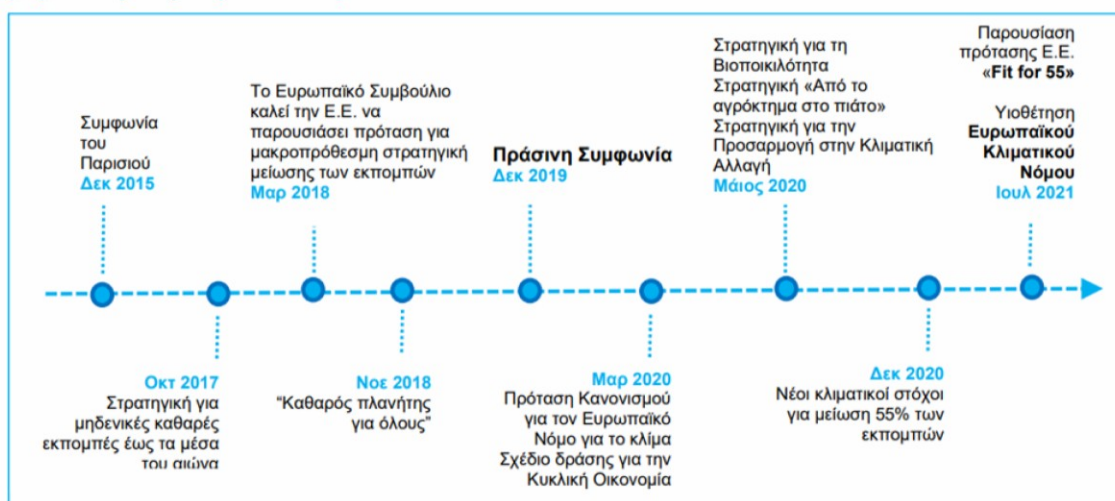 Συμφωνία
του
Παρισιού
Δεκ 2015
Οκτ 2017
Στρατηγική για
μηδενικές καθαρές
εκπομπές έως τα μέσα
του αιώνα
Το Ευρωπαϊκό Συμβούλιο
καλεί την Ε.Ε. να
παρουσιάσει πρόταση για
μακροπρόθεσμη στρατηγική
μείωσης των εκπομπών
Μαρ 2018
Νοε 2018
“Καθαρός πλανήτης
για όλους”
Πράσινη Συμφωνία
Δεκ 2019
Μαρ 2020
Πρόταση Κανονισμού
για τον Ευρωπαϊκό
Νόμο για το κλίμα
Σχέδιο δράσης για την
Κυκλική Οικονομία
Στρατηγική για τη
Βιοποικιλότητα
Στρατηγική «Από το
αγρόκτημα στο πιάτο»
Στρατηγική για την
Προσαρμογή στην Κλιματική
Αλλαγή
Μάιος 2020
Δεκ 2020
Νέοι κλιματικοί στόχοι
για μείωση 55% των
εκπομπών
Παρουσίαση
πρότασης Ε.Ε.
«Fit for 55»
Υιοθέτηση
Ευρωπαϊκού
Κλιματικού
Νόμου
Ιουλ 2021